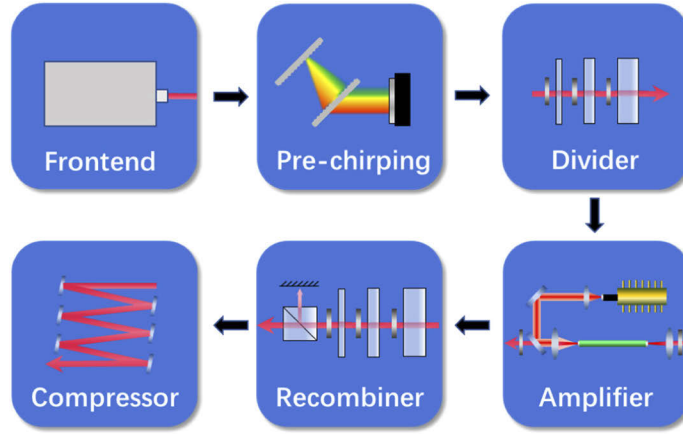 Frontend
Pre-chirping
Divider
Compressor
Recombiner
Amplifier